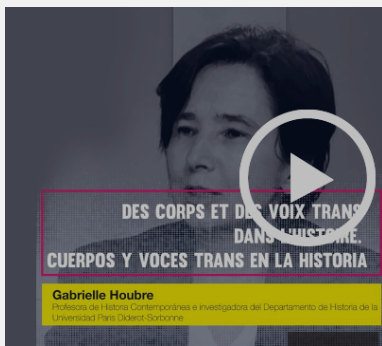 DES CORPS ET DES VOIX TRANS
DANS L'HISTOIRE.
CUERPOS Y VOCES TRANS EN LA HISTORIA
Gabrielle Houbre
Profesora de Historia Contemporánea e investigadora del Departamento de Historia de la
Universidad Paris Diderot-Sorbonne